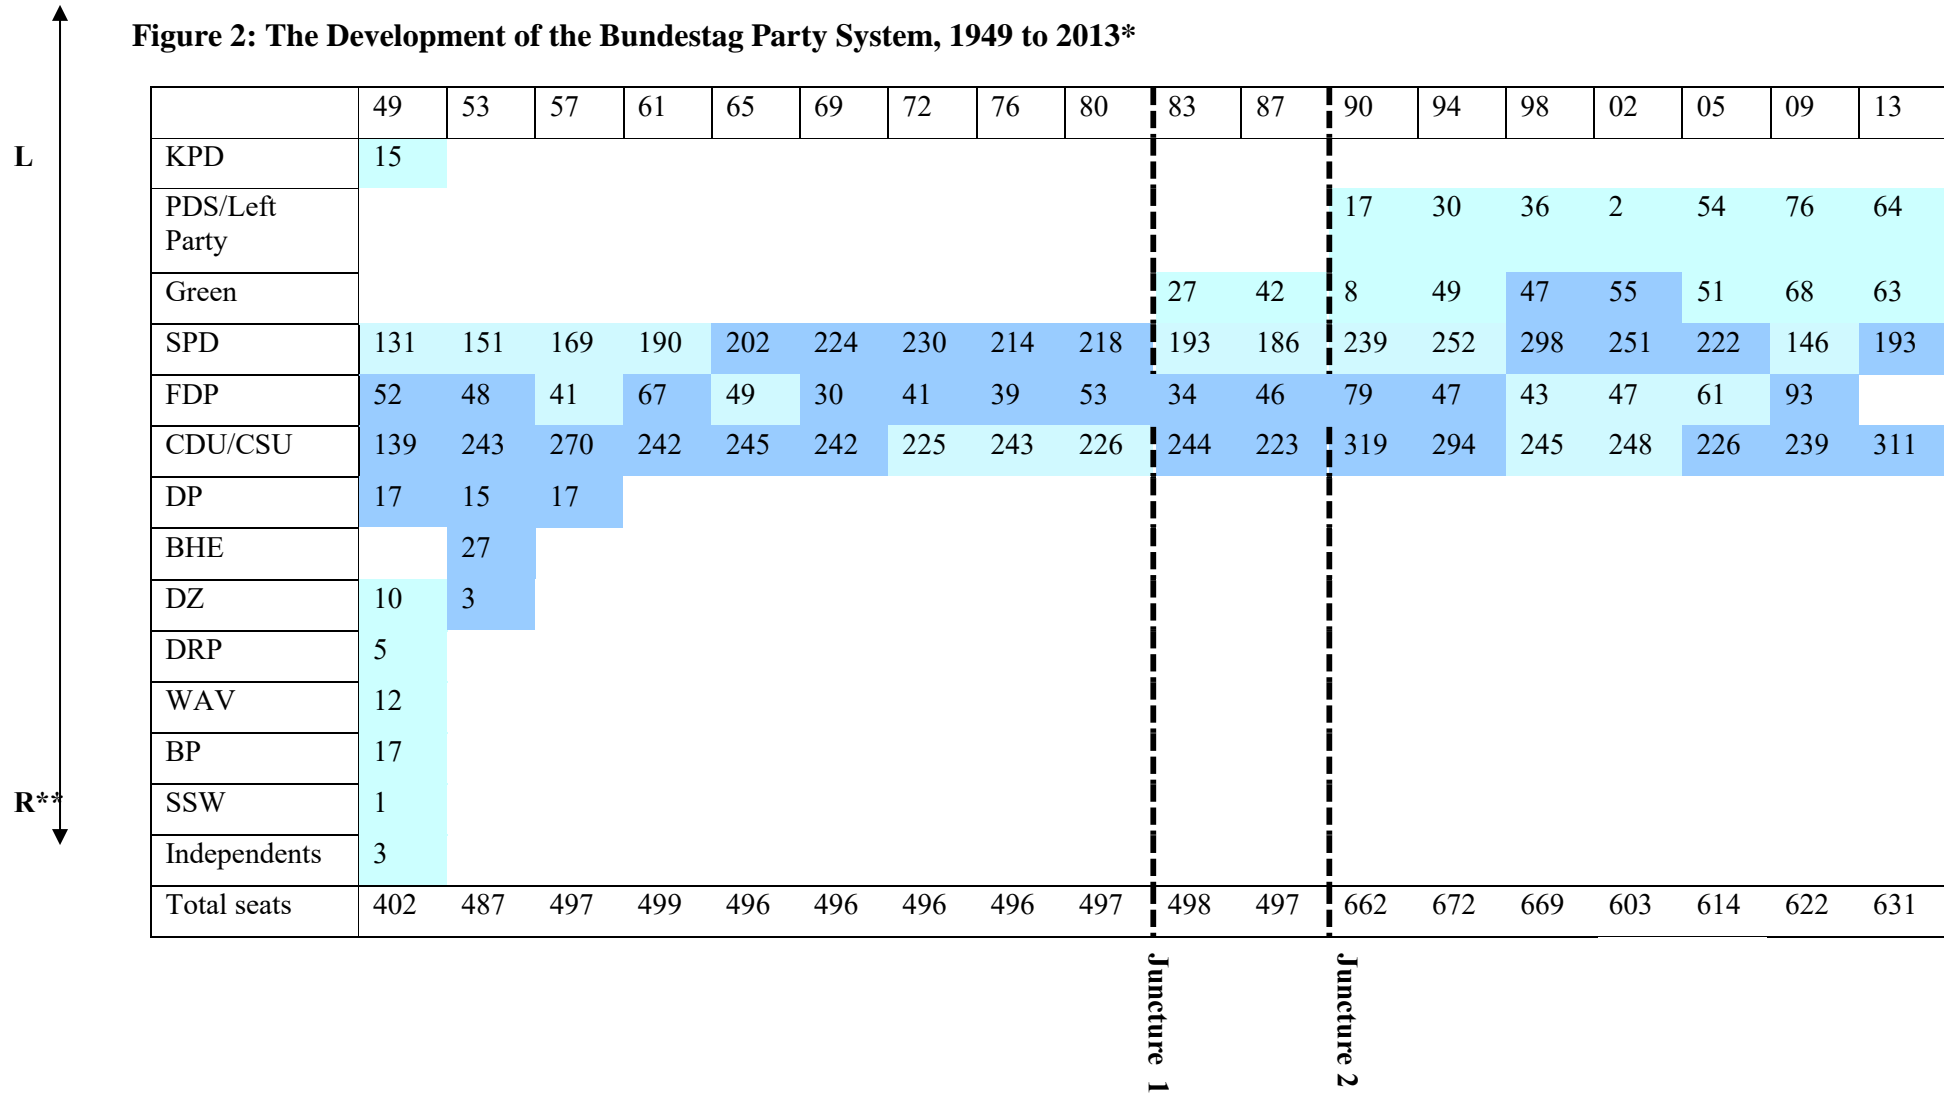 Figure 2: The Development of the Bundestag Party System, 1949 to 2013*
49 53 57 61 65 69 72 76 80 83 87 90 94 98 02 05 09 13
L
KPD 15
PDS/Left
Party 17 30 36 2 54 76 64
Green 27 42 8 49 47 55 51 68 63
SPD 131 151 169 190 202 224 230 214 218 193 186 239 252 298 251 222 146 193
FDP 52 48 41 67 49 30 41 39 53 34 46 79 47 43 47 61 93
CDU/CSU 139 243 270 242 245 242 225 243 226 244 223 319 294 245 248 226 239 311
DP 17 15 17
BHE 27
DZ 10 3
DRP 5
WAV 12
BP 17
R**
SSW 1
Independents 3
Total seats 402 487 497 499 496 496 496 496 497 498 497 662 672 669 603 614 622 631
Juncture 1
Juncture 2